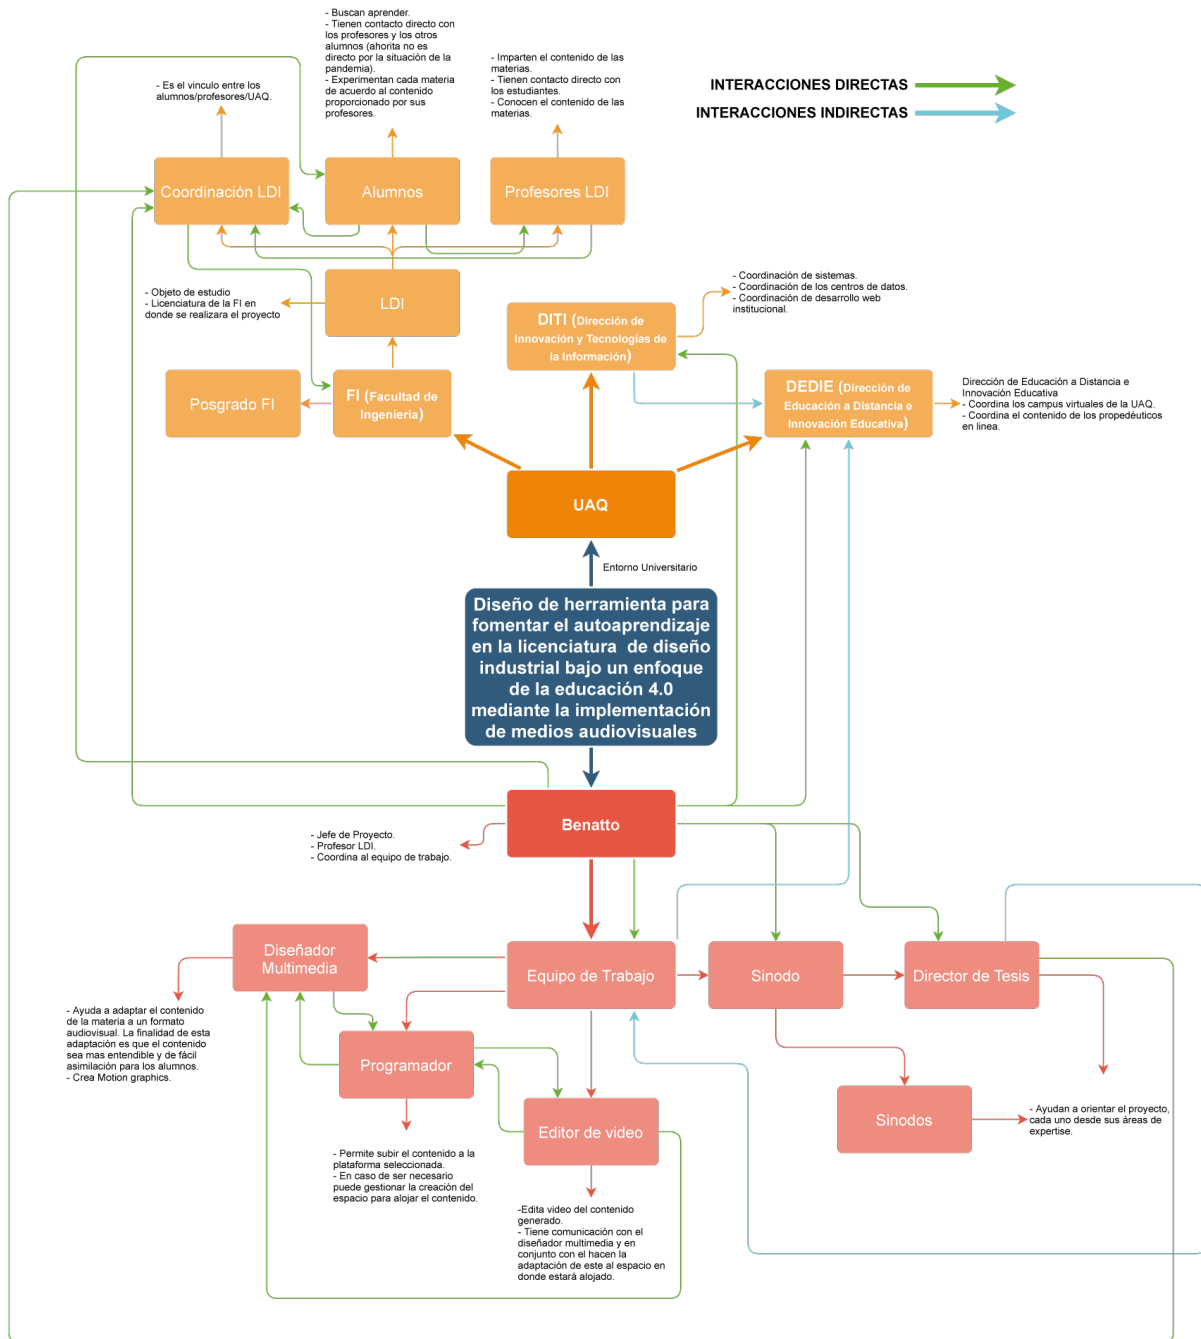 - Buscan aprender.
- Tienen contacto directo con
los profesores y los otros
alumnos (ahorita no es
directo por la situación de la
pandemia).
- Experimentan cada materia
de acuerdo al contenido
proporcionado por sus
profesores.
- Imparten el contenido de las
materias.
- Tienen contacto directo con
los estudiantes.
- Conocen el contenido de las
materias.
- Es el vinculo entre los
alumnos/profesores/UAQ.
INTERACCIONES DIRECTAS
INTERACCIONES INDIRECTAS
Coordinación LDI
Alumnos
Profesores LDI
- Objeto de estudio
- Licenciatura de la FI en
donde se realizara el proyecto
LDI
- Coordinación de sistemas.
- Coordinación de los centros de datos.
- Coordinación de desarrollo web
institucional.
DITI (Dirección de
Innovación y Tecnologias de
la Información)
Posgrado FI
FI (Facultad de
Ingeniería)
DEDIE (Dirección de
Educación a Distancia e
Innovación Educativa)
Dirección de Educación a Distancia e
Innovación Educativa
- Coordina los campus virtuales de la UAQ.
- Coordina el contenido de los propedéuticos
en linea.
UAQ
Entorno Universitario
Diseño de herramienta para
fomentar el autoaprendizaje
en la licenciatura de diseño
industrial bajo un enfoque
de la educación 4.0
mediante la implementación
de medios audiovisuales
Benatto
- Jefe de Proyecto.
- Profesor LDI.
- Coordina al equipo de trabajo.
Diseñador
Multimedia
Equipo de Trabajo
Sinodo
Director de Tesis
- Ayuda a adaptar el contenido
de la materia a un formato
audiovisual. La finalidad de esta
adaptación es que el contenido
sea mas entendible y de fácil
asimilación para los alumnos.
- Crea Motion graphics.
Programador
Editor de video
Sinodos
- Ayudan a orientar el proyecto,
cada uno desde sus áreas de
expertise.
- Permite subir el contenido a la
plataforma seleccionada.
- En caso de ser necesario
puede gestionar la creación del
espacio para alojar el contenido.
-Edita video del contenido
generado.
- Tiene comunicación con el
diseñador multimedia y en
conjunto con el hacen la
adaptación de este al espacio en
donde estará alojado.